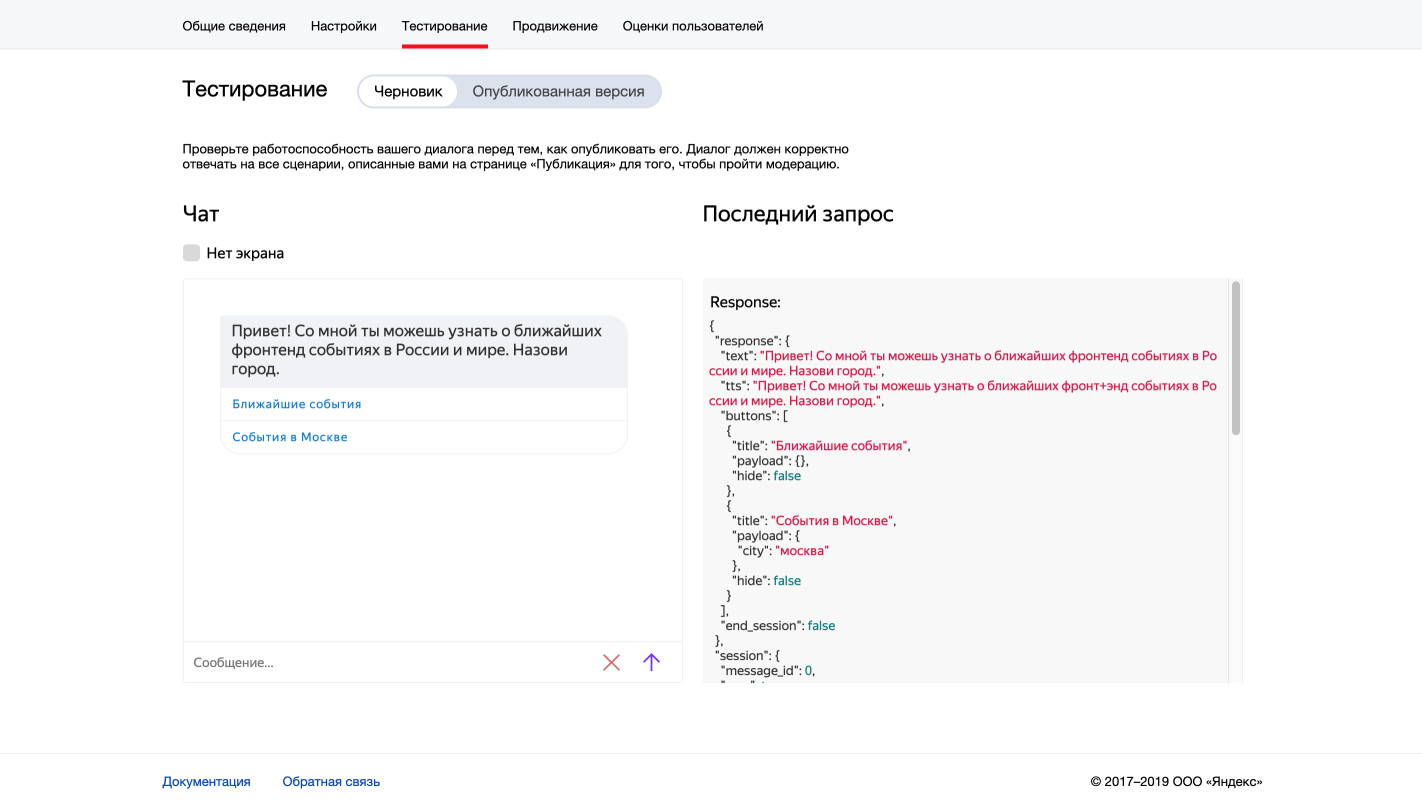 Общие сведения Настройки Тестирование Продвижение Оценки пользователей
Тестирование Черновик Опубликованная версия
Проверьте работоспособность вашего диалога перед тем, как опубликовать его. Диалог должен корректно
отвечать на все сценарии, описанные вами на странице «Публикация» для того, чтобы пройти модерацию.
Чат
Нет экрана
Привет! Со мной ты можешь узнать о ближайших
фронтенд событиях в России и мире. Назови
город.
Ближайшие события
События в Москве
Сообщение...
Последний запрос
Response:
{
"response": {
"text": "Привет! Со мной ты можешь узнать о ближайших фронтенд событиях в Ро
ссии и мире. Назови город.",
"tts": "Привет! Со мной ты можешь узнать о ближайших фронт+энд событиях в Ро
ссии и мире. Назови город.",
"buttons": [
{
"title": "Ближайшие события",
"payload": {},
"hide": false
},
{
"title": "События в Москве",
"payload": {
"city": "москва"
},
"hide": false
}
],
"end_session": false
},
"session": {
"message_id": 0,
Документация Обратная связь © 2017–2019 ООО «Яндекс»